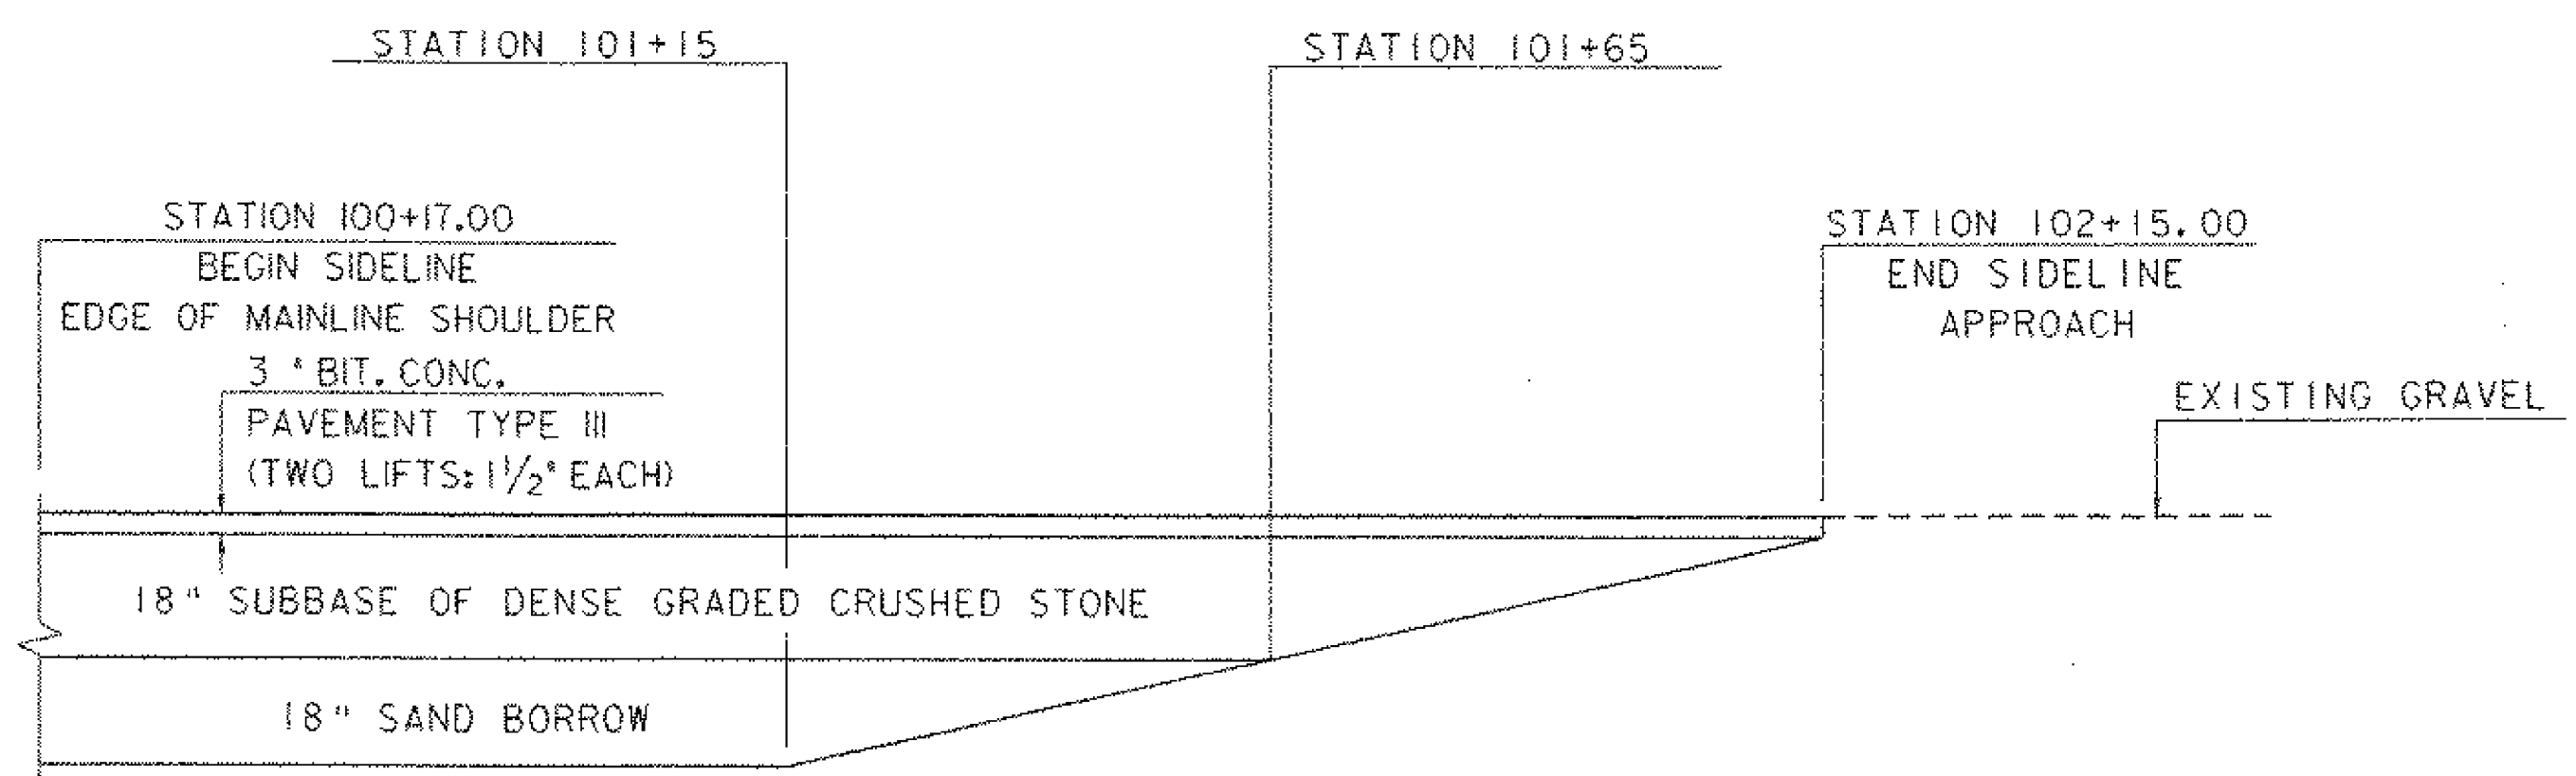 STATION 101+15
STATION 101+65
STATION 100+17.00
BEGIN SIDELINE
EDGE OF MAINLINE SHOULDER
3 " BIT. CONC.
PAVEMENT TYPE III
(TWO LIFTS: 1 1/2" EACH)
STATION 102+15.00
END SIDELINE
APPROACH
EXISTING GRAVEL
18" SUBBASE OF DENSE GRADED CRUSHED STONE
18" SAND BORROW